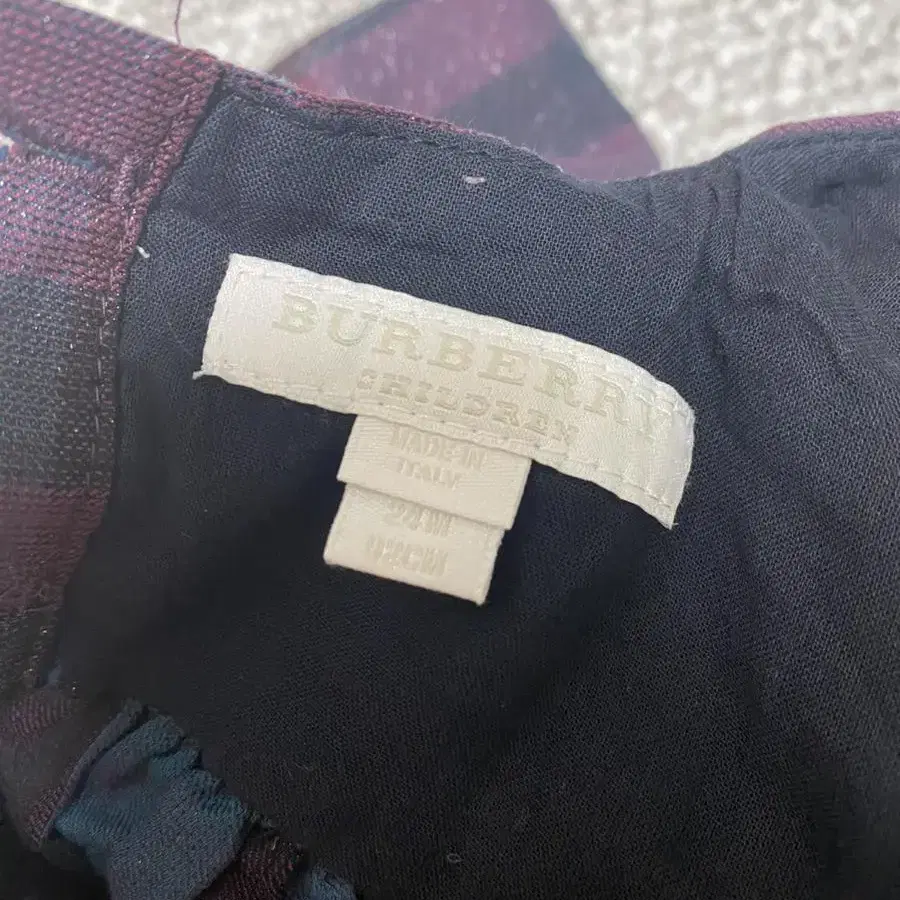 BURBERRY
CHILDREN
MADE IN
ITALY
24M
92CM